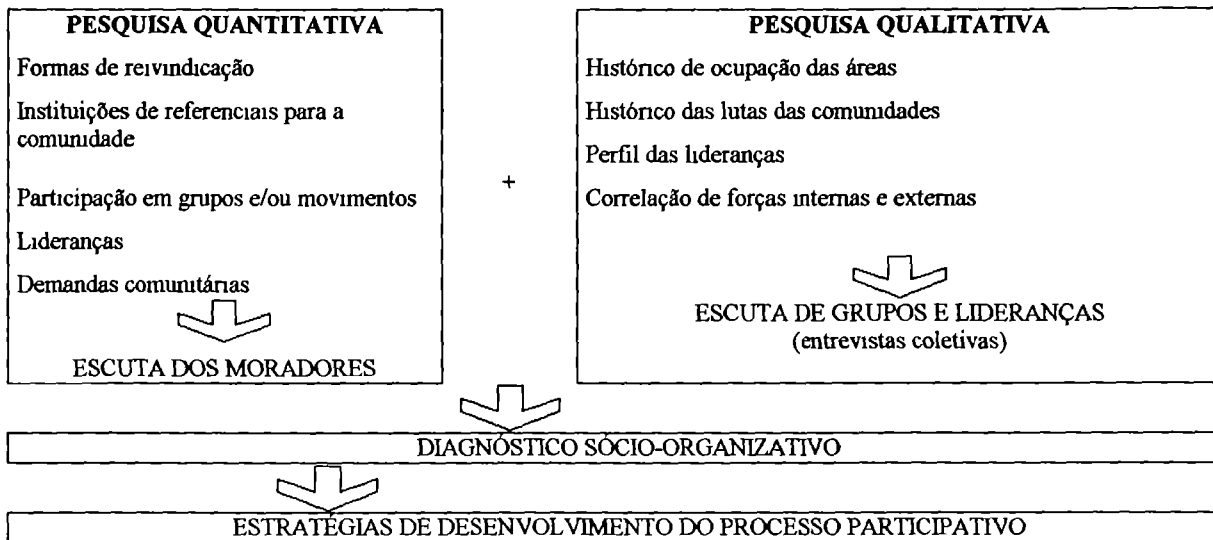 PESQUISA QUANTITATIVA
Formas de reivindicação
Instituições de referenciais para a
comunidade
Participação em grupos e/ou movimentos
Lideranças
Demandas comunitárias
ESCUTA DOS MORADORES
+
PESQUISA QUALITATIVA
Histórico de ocupação das áreas
Histórico das lutas das comunidades
Perfil das lideranças
Correlação de forças internas e externas
ESCUTA DE GRUPOS E LIDERANÇAS
(entrevistas coletivas)
DIAGNÓSTICO SÓCIO-ORGANIZATIVO
ESTRATÉGIAS DE DESENVOLVIMENTO DO PROCESSO PARTICIPATIVO